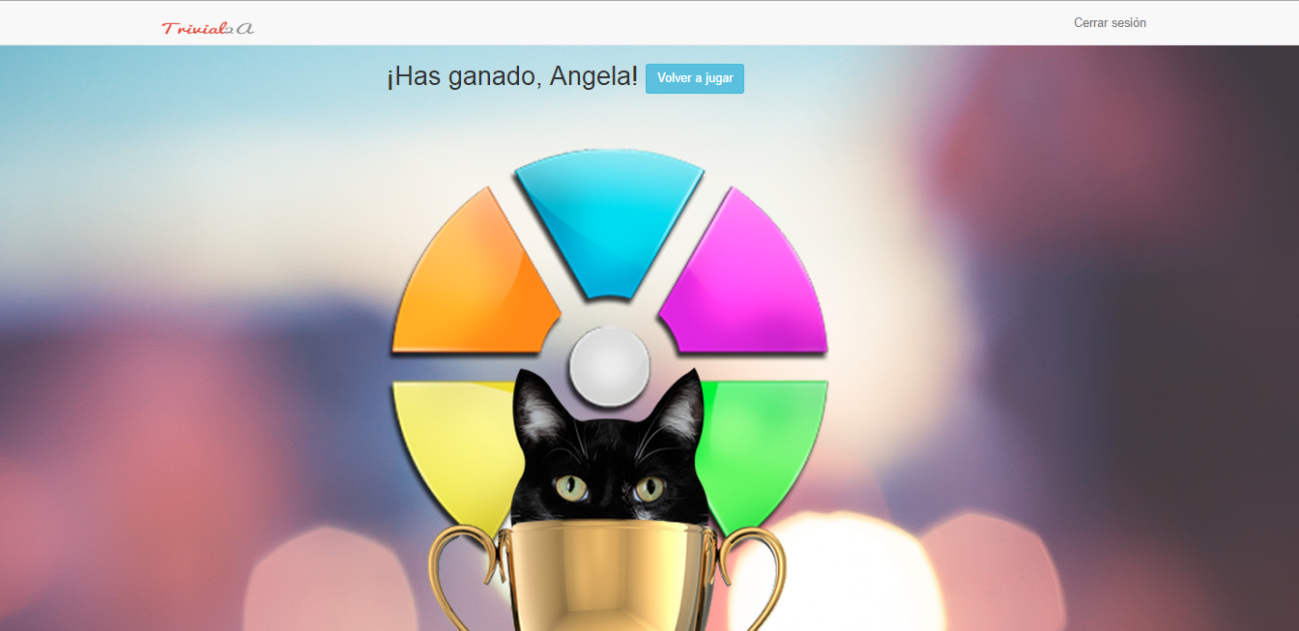 Trivial2A
Cerrar sesión
¡Has ganado, Angela! Volver a jugar